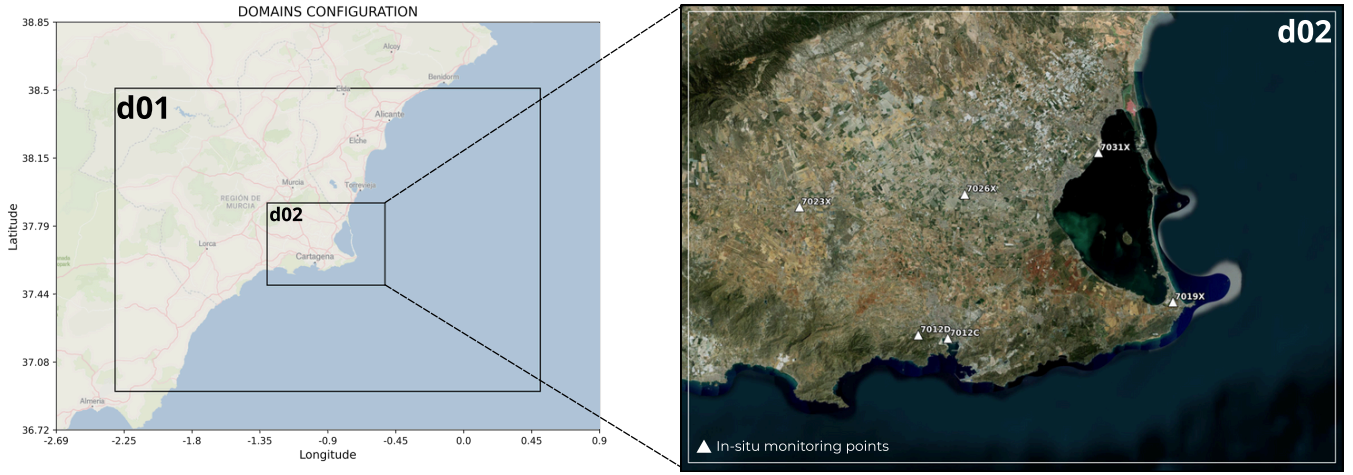 DOMAINS CONFIGURATION
38.85
38.5
38.15
37.79
37.44
37.08
36.72
Latitude
-2.69
-2.25
-1.8
-1.35
-0.9
-0.45
0.0
0.45
0.9
Longitude
d01
d02
Alcoy
Benidorm
Elda
Alicante
Elche
Murcia
Torrevieja
REGIÓN DE
MURCIA
Lorca
Cartagena
Almería
d02
7031X
7026X
7023X
7019X
7012D
7012C
In-situ monitoring points